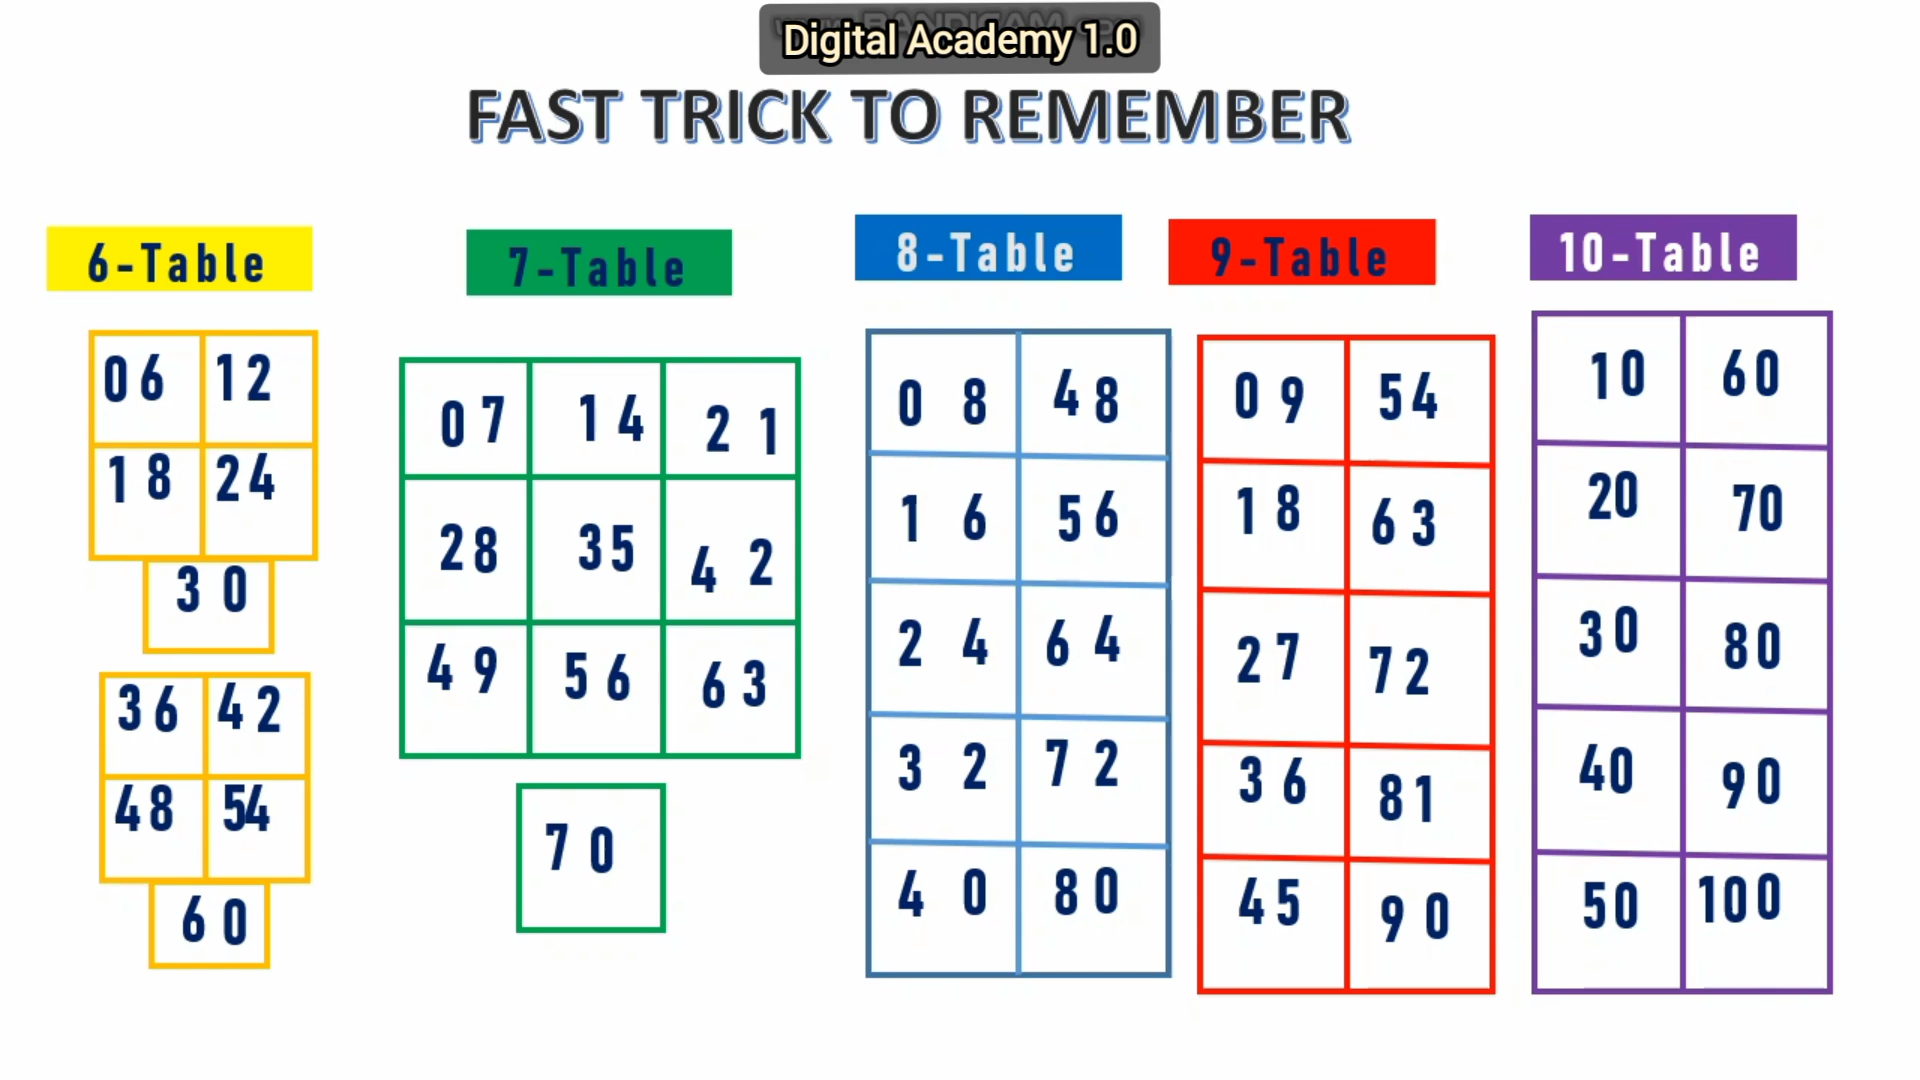 Digital Academy 1.0
FAST TRICK TO REMEMBER
6-Table
06 12
18 24
30
36 42
48 54
60
7-Table
07 14 21
28 35 42
49 56 63
70
8-Table
08 48
16 56
24 64
32 72
40 80
9-Table
09 54
18 63
27 72
36 81
45 90
10-Table
10 60
20 70
30 80
40 90
50 100